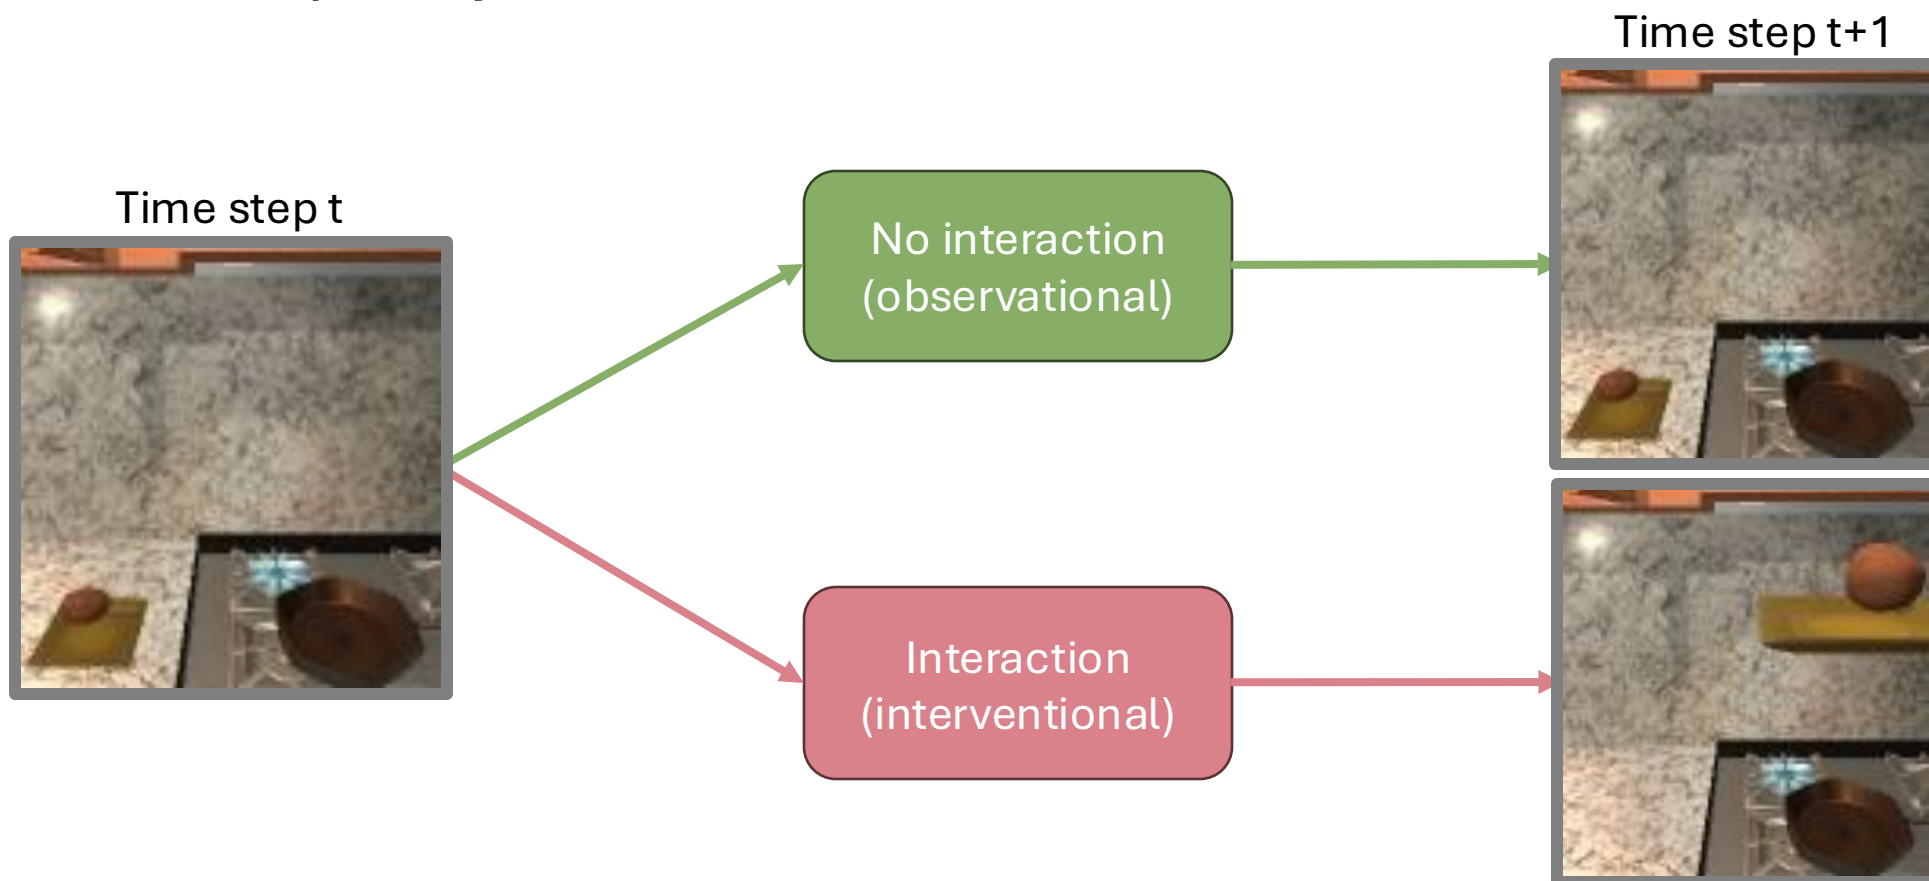 Time step t+1
Time step t
No interaction
(observational)
Interaction
(interventional)